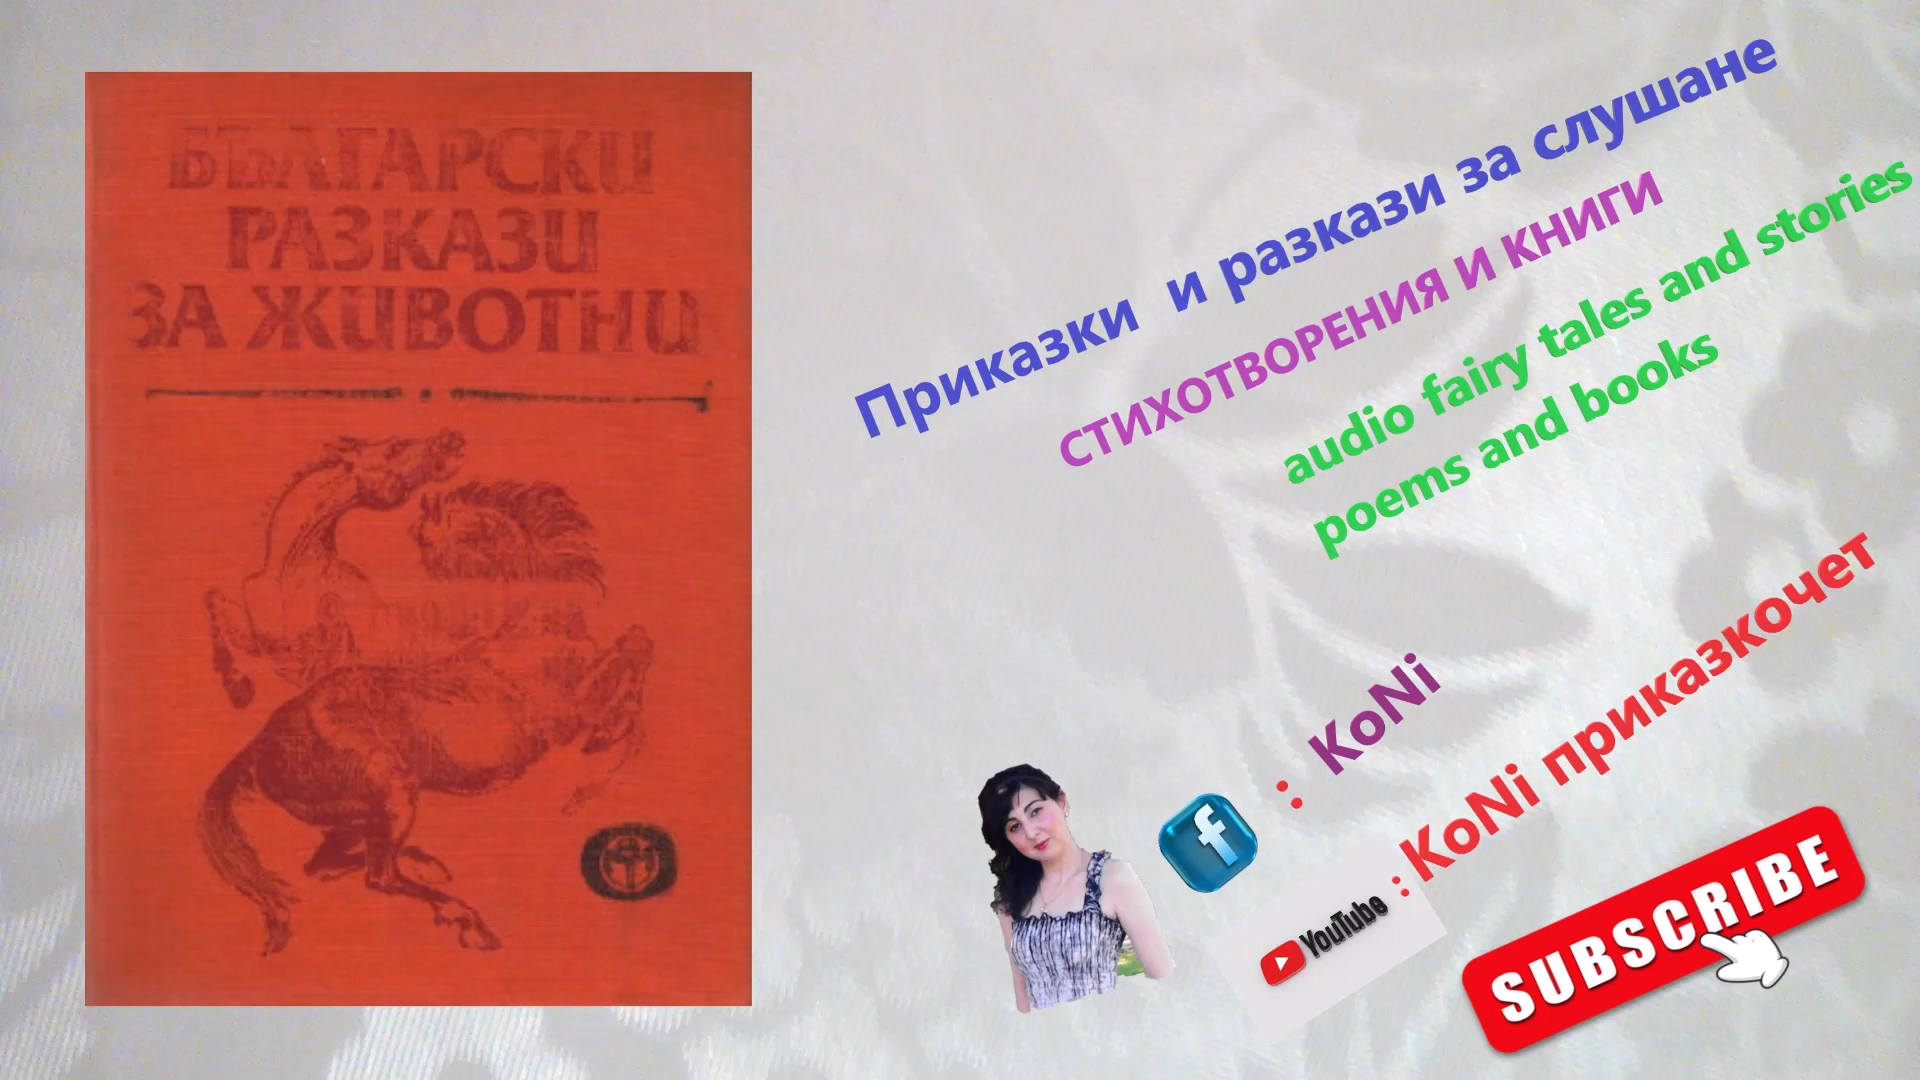 БЪЛГАРСКИ
РАЗКАЗИ
ЗА ЖИВОТНИ
Приказки и разкази за слушане
СТИХОТВОРЕНИЯ И КНИГИ
audio fairy tales and stories
poems and books
f : KoNi
YouTube : KoNi приказкочет
SUBSCRIBE